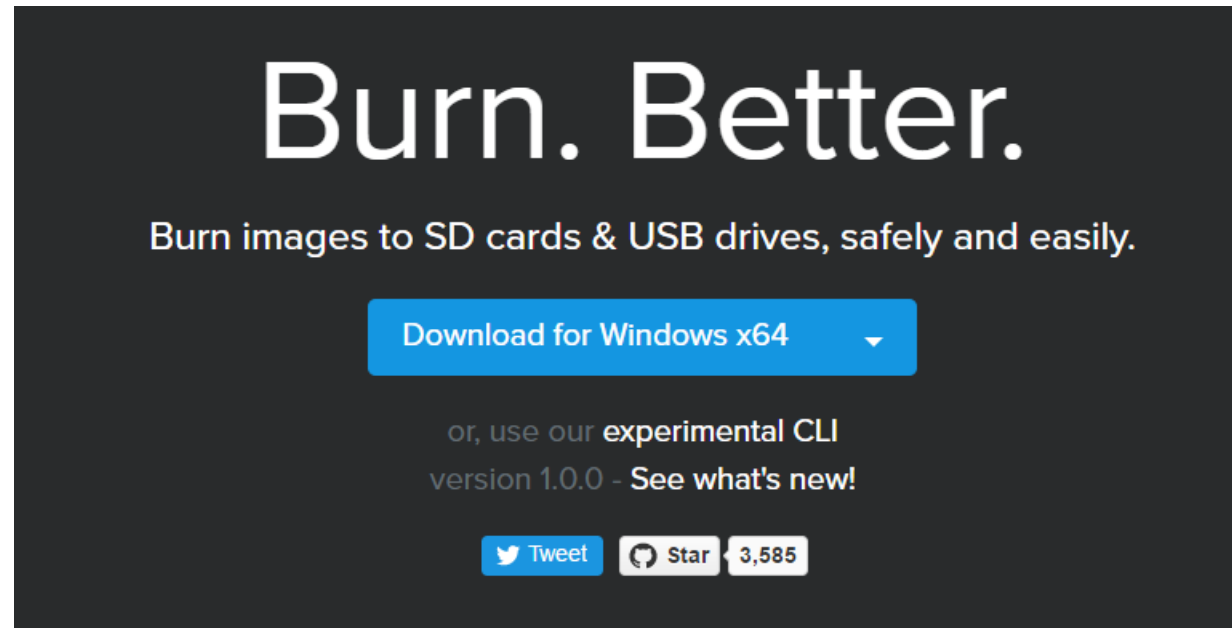 Burn. Better.
Burn images to SD cards & USB drives, safely and easily.
Download for Windows x64
or, use our experimental CLI
version 1.0.0 - See what's new!
Tweet Star 3,585